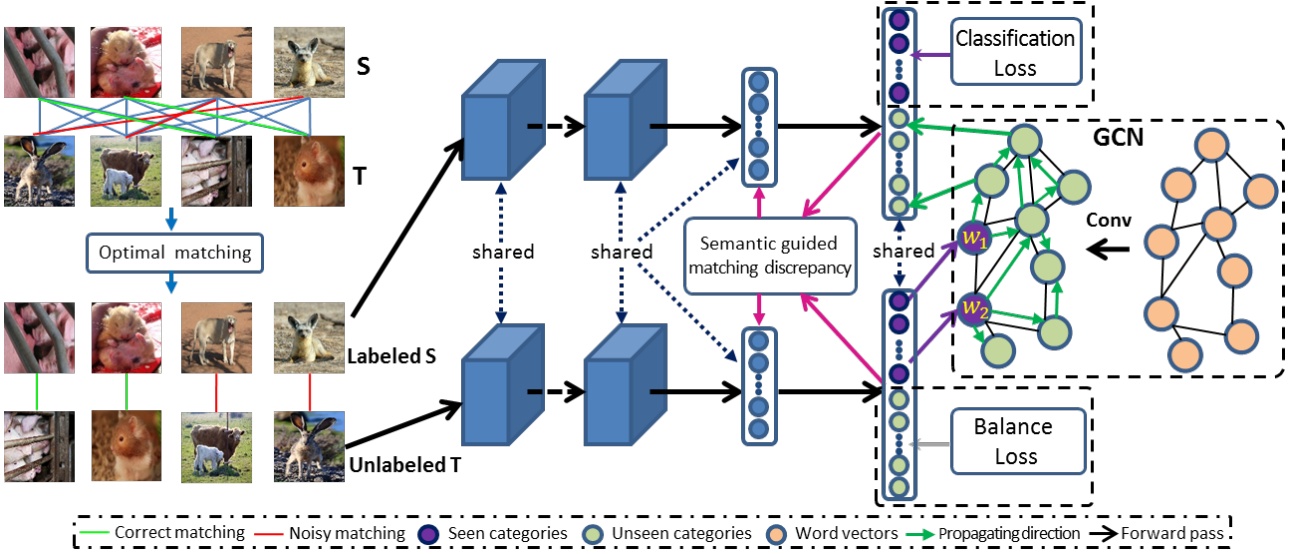 S
T
Optimal matching
Labeled S
Unlabeled T
shared
shared
Semantic guided
matching discrepancy
shared
Classification
Loss
GCN
Conv
w1
w2
Balance
Loss
Correct matching
Noisy matching
Seen categories
Unseen categories
Word vectors
Propagating direction
Forward pass